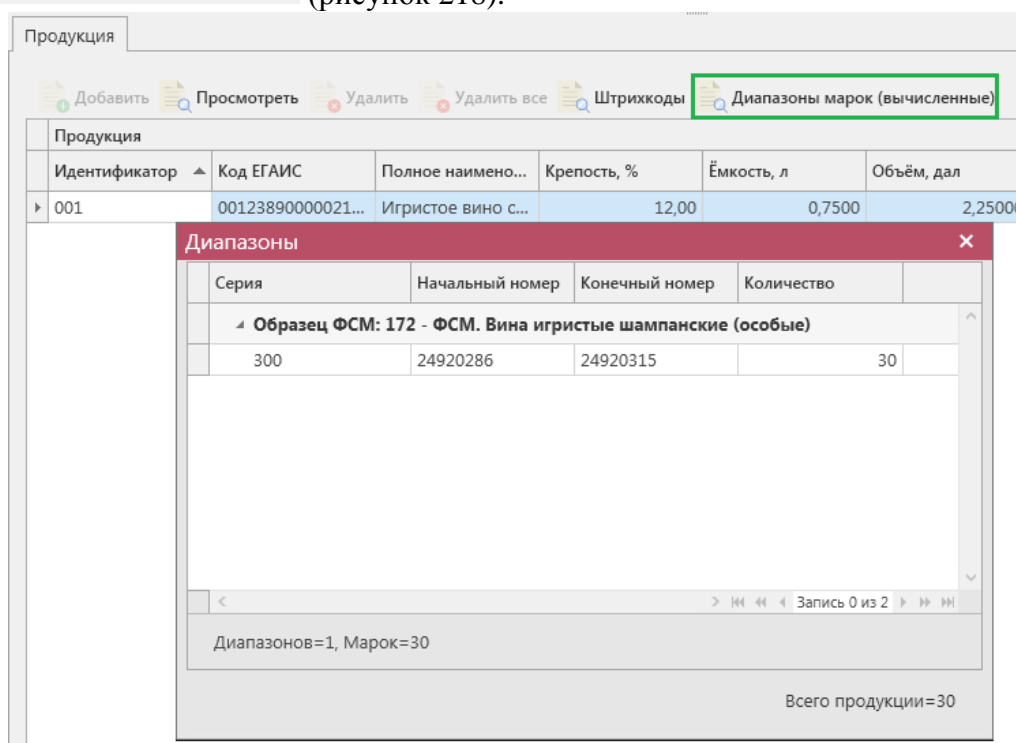 (рисунок 218).
Продукция
Добавить Просмотреть Удалить Удалить все Штрихкоды Диапазоны марок (вычисленные)
Продукция
Идентификатор Код ЕГАИС Полное наимено... Крепость, % Ёмкость, л Объём, дал
001 00123890000021... Игристое вино с... 12,00 0,7500 2,2500
Диапазоны
Серия Начальный номер Конечный номер Количество
Образец ФСМ: 172 - ФСМ. Вина игристые шампанские (особые)
300 24920286 24920315 30
Запись 0 из 2
Диапазонов=1, Марок=30
Всего продукции=30